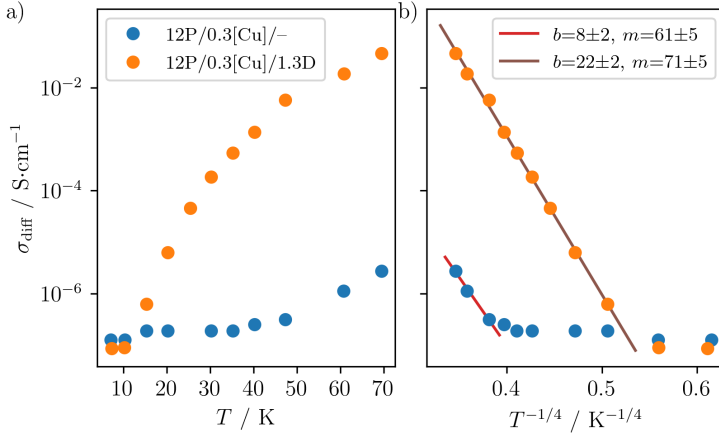 a)
12P/0.3[Cu]/–
12P/0.3[Cu]/1.3D
σ_diff / S·cm⁻¹
10⁻²
10⁻⁴
10⁻⁶
10 20 30 40 50 60 70
T / K
b)
b=8±2, m=61±5
b=22±2, m=71±5
0.4 0.5 0.6
T⁻¹/⁴ / K⁻¹/⁴